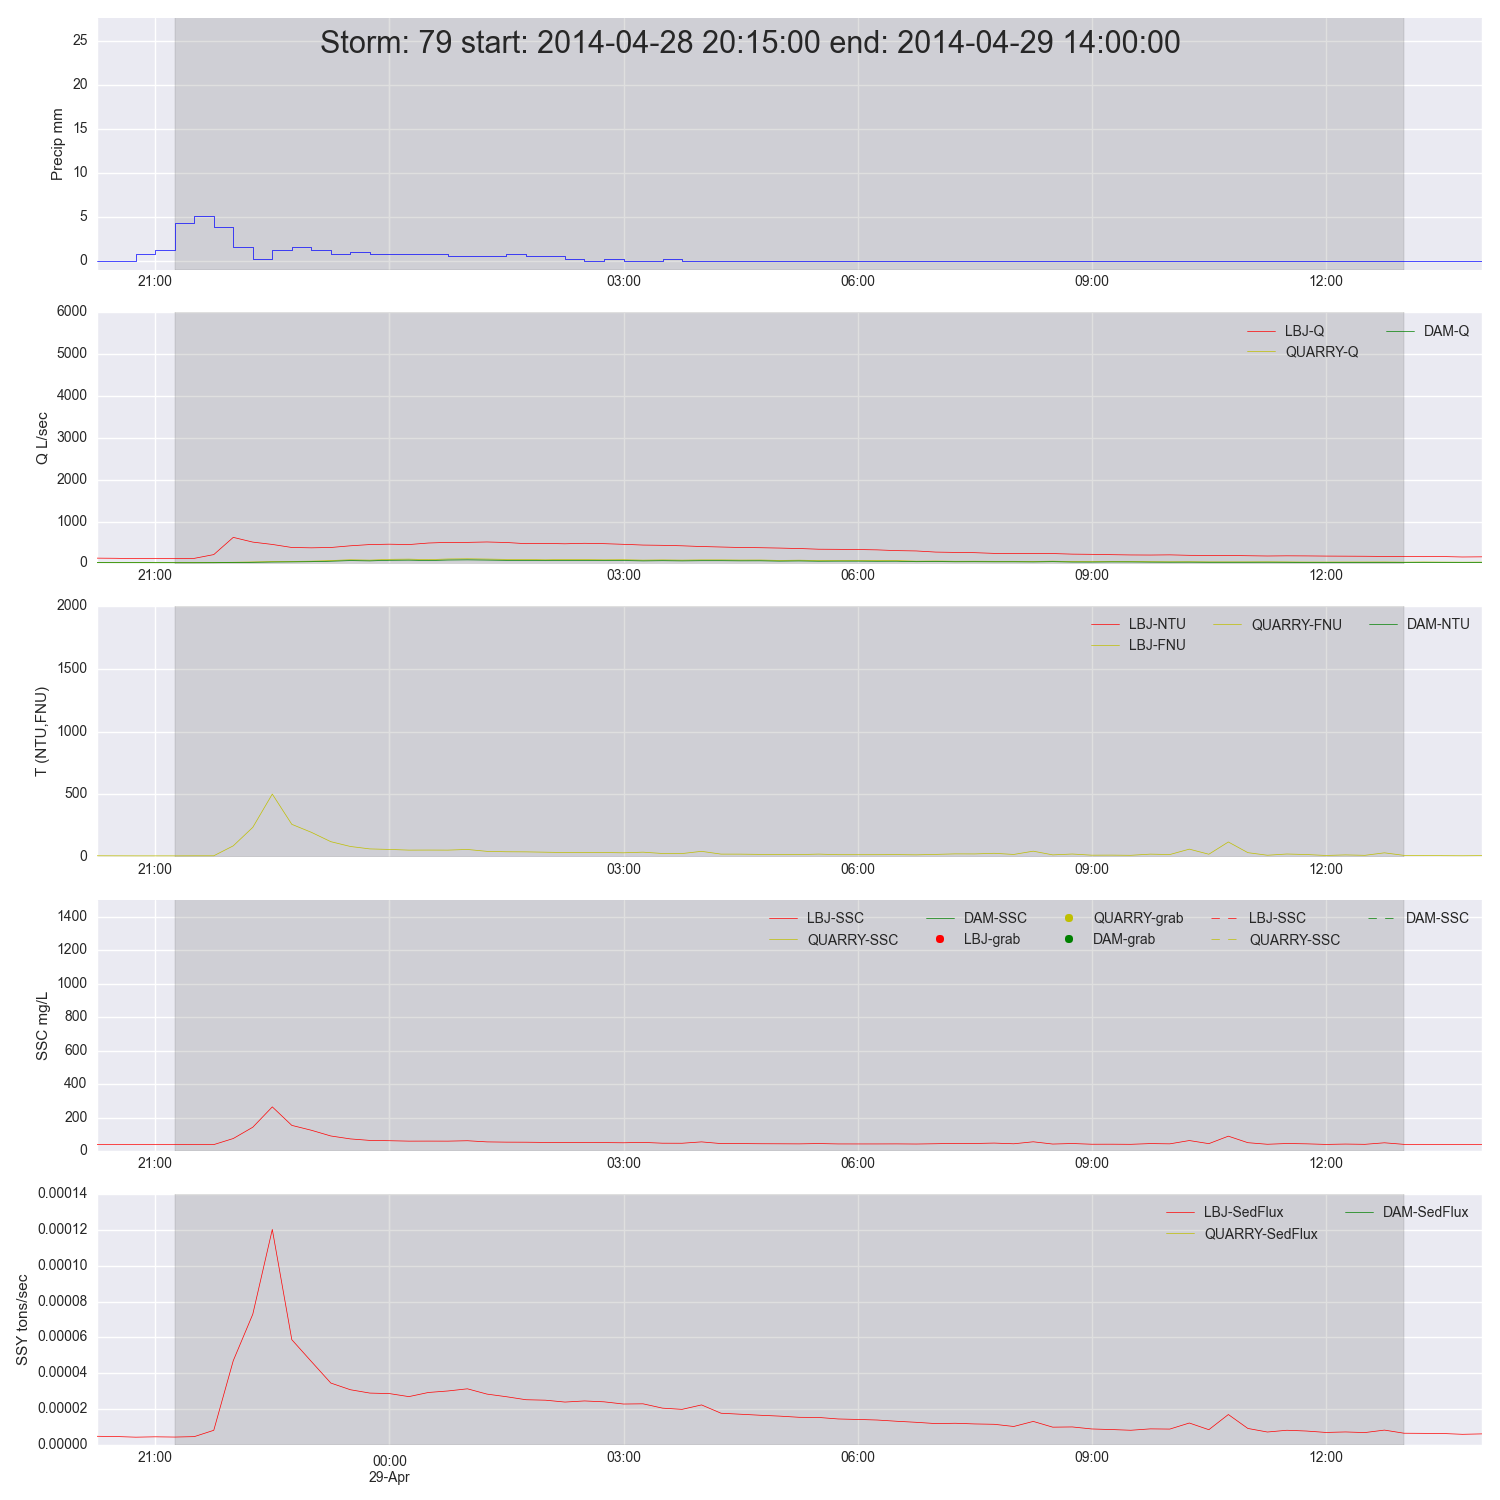 Storm: 79 start: 2014-04-28 20:15:00 end: 2014-04-29 14:00:00
Precip mm
25
20
15
10
5
0
21:00 03:00 06:00 09:00 12:00
Q L/sec
6000
5000
4000
3000
2000
1000
0
LBJ-Q DAM-Q
QUARRY-Q
21:00 03:00 06:00 09:00 12:00
T (NTU,FNU)
2000
1500
1000
500
0
LBJ-NTU QUARRY-FNU DAM-NTU
LBJ-FNU
21:00 03:00 06:00 09:00 12:00
SSC mg/L
1400
1200
1000
800
600
400
200
0
LBJ-SSC DAM-SSC QUARRY-grab LBJ-SSC DAM-SSC
QUARRY-SSC LBJ-grab DAM-grab QUARRY-SSC
21:00 03:00 06:00 09:00 12:00
SSY tons/sec
0.00014
0.00012
0.00010
0.00008
0.00006
0.00004
0.00002
0.00000
LBJ-SedFlux DAM-SedFlux
QUARRY-SedFlux
21:00 00:00 03:00 06:00 09:00 12:00
29-Apr